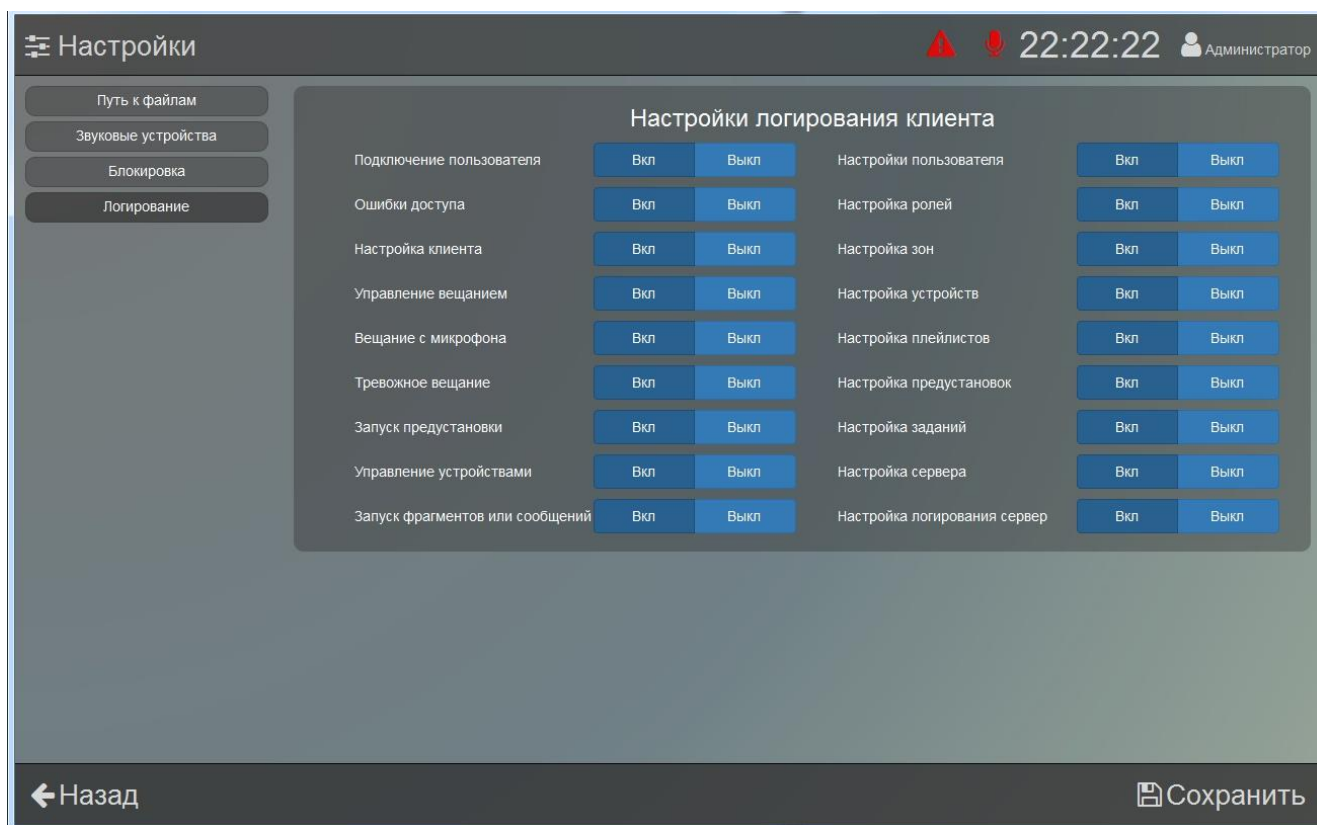 Настройки
22:22:22 Администратор
Путь к файлам
Звуковые устройства
Блокировка
Логирование
Настройки логирования клиента
Подключение пользователя Вкл Выкл Настройки пользователя Вкл Выкл
Ошибки доступа Вкл Выкл Настройка ролей Вкл Выкл
Настройка клиента Вкл Выкл Настройка зон Вкл Выкл
Управление вещанием Вкл Выкл Настройка устройств Вкл Выкл
Вещание с микрофона Вкл Выкл Настройка плейлистов Вкл Выкл
Тревожное вещание Вкл Выкл Настройка предустановок Вкл Выкл
Запуск предустановки Вкл Выкл Настройка заданий Вкл Выкл
Управление устройствами Вкл Выкл Настройка сервера Вкл Выкл
Запуск фрагментов или сообщений Вкл Выкл Настройка логирования сервер Вкл Выкл
Назад
Сохранить